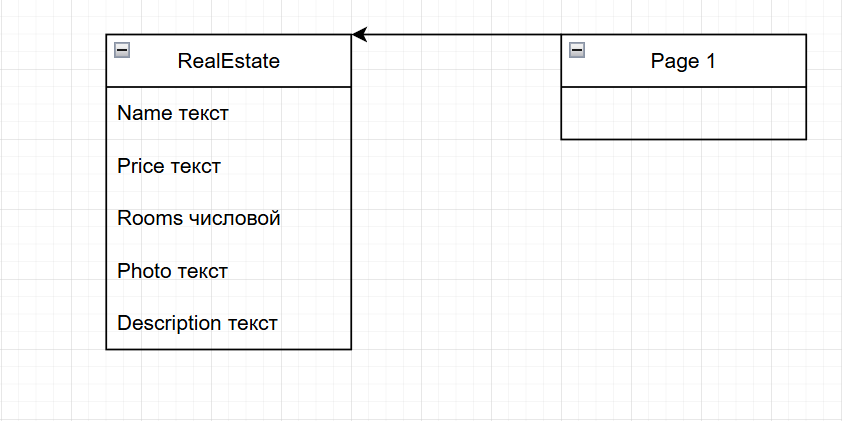 RealEstate
Page 1
Name текст
Price текст
Rooms числовой
Photo текст
Description текст